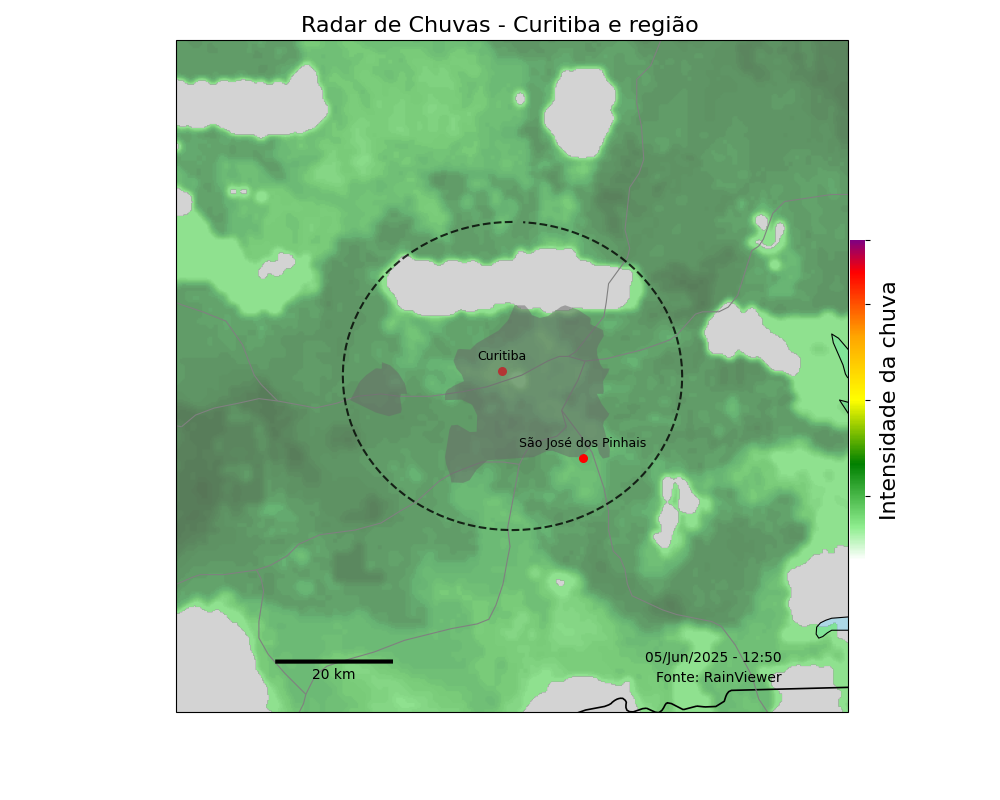 Radar de Chuvas - Curitiba e região
Curitiba
São José dos Pinhais
Intensidade da chuva
05/Jun/2025 - 12:50
20 km
Fonte: RainViewer